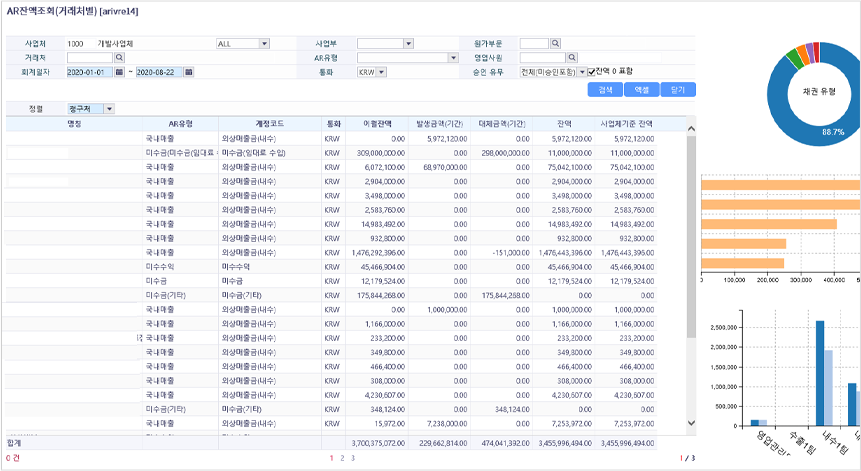 AR잔액조회(거래처별) [arivre14]
사업처 1000 개발사업체 ALL 사업부 원가부문
거래처 AR유형 영업사원
회계일자 2020-01-01 ~ 2020-08-22 통화 KRW 승인 유무 전체(미승인포함) 잔액 0 포함
검색 엑셀 닫기
정렬 청구처
명칭 AR유형 계정코드 통화 이월잔액 발생금액(기간) 대체금액(기간) 잔액 사업체기준 잔액
국내매출 외상매출금(내수) KRW 0.00 5,972,120.00 0.00 5,972,120.00 5,972,120.00
미수금(미수금(임대료 미수금(임대료 수입) KRW 309,000,000.00 0.00 298,000,000.00 11,000,000.00 11,000,000.00
국내매출 외상매출금(내수) KRW 6,072,100.00 68,970,000.00 0.00 75,042,100.00 75,042,100.00
국내매출 외상매출금(내수) KRW 2,904,000.00 0.00 0.00 2,904,000.00 2,904,000.00
국내매출 외상매출금(내수) KRW 3,498,000.00 0.00 0.00 3,498,000.00 3,498,000.00
국내매출 외상매출금(내수) KRW 2,583,760.00 0.00 0.00 2,583,760.00 2,583,760.00
국내매출 외상매출금(내수) KRW 14,983,492.00 0.00 0.00 14,983,492.00 14,983,492.00
국내매출 외상매출금(내수) KRW 932,800.00 0.00 0.00 932,800.00 932,800.00
국내매출 외상매출금(내수) KRW 1,476,292,396.00 0.00 -151,000.00 1,476,443,396.00 1,476,443,396.00
미수수익 미수수익 KRW 45,466,904.00 0.00 0.00 45,466,904.00 45,466,904.00
미수금 미수금 KRW 12,179,524.00 0.00 0.00 12,179,524.00 12,179,524.00
미수금(기타) 미수금(기타) KRW 175,844,268.00 0.00 175,844,268.00 0.00 0.00
국내매출 외상매출금(내수) KRW 0.00 1,000,000.00 0.00 1,000,000.00 1,000,000.00
국내매출 외상매출금(내수) KRW 1,166,000.00 0.00 0.00 1,166,000.00 1,166,000.00
국내매출 외상매출금(내수) KRW 233,200.00 0.00 0.00 233,200.00 233,200.00
국내매출 외상매출금(내수) KRW 349,800.00 0.00 0.00 349,800.00 349,800.00
국내매출 외상매출금(내수) KRW 466,400.00 0.00 0.00 466,400.00 466,400.00
국내매출 외상매출금(내수) KRW 308,000.00 0.00 0.00 308,000.00 308,000.00
국내매출 외상매출금(내수) KRW 4,230,607.00 0.00 0.00 4,230,607.00 4,230,607.00
미수금(기타) 미수금(기타) KRW 348,124.00 0.00 348,124.00 0.00 0.00
국내매출 외상매출금(내수) KRW 15,972.00 7,238,000.00 0.00 7,253,972.00 7,253,972.00
합계 3,700,375,072.00 229,662,814.00 474,041,392.00 3,455,996,494.00 3,455,996,494.00
0 건 1 2 3 1 / 3
채권 유형
88.7%
0 100,000 200,000 300,000 400,000
2,500,000
2,000,000
1,500,000
1,000,000
500,000
0
영업관리 수출1팀 내수1팀